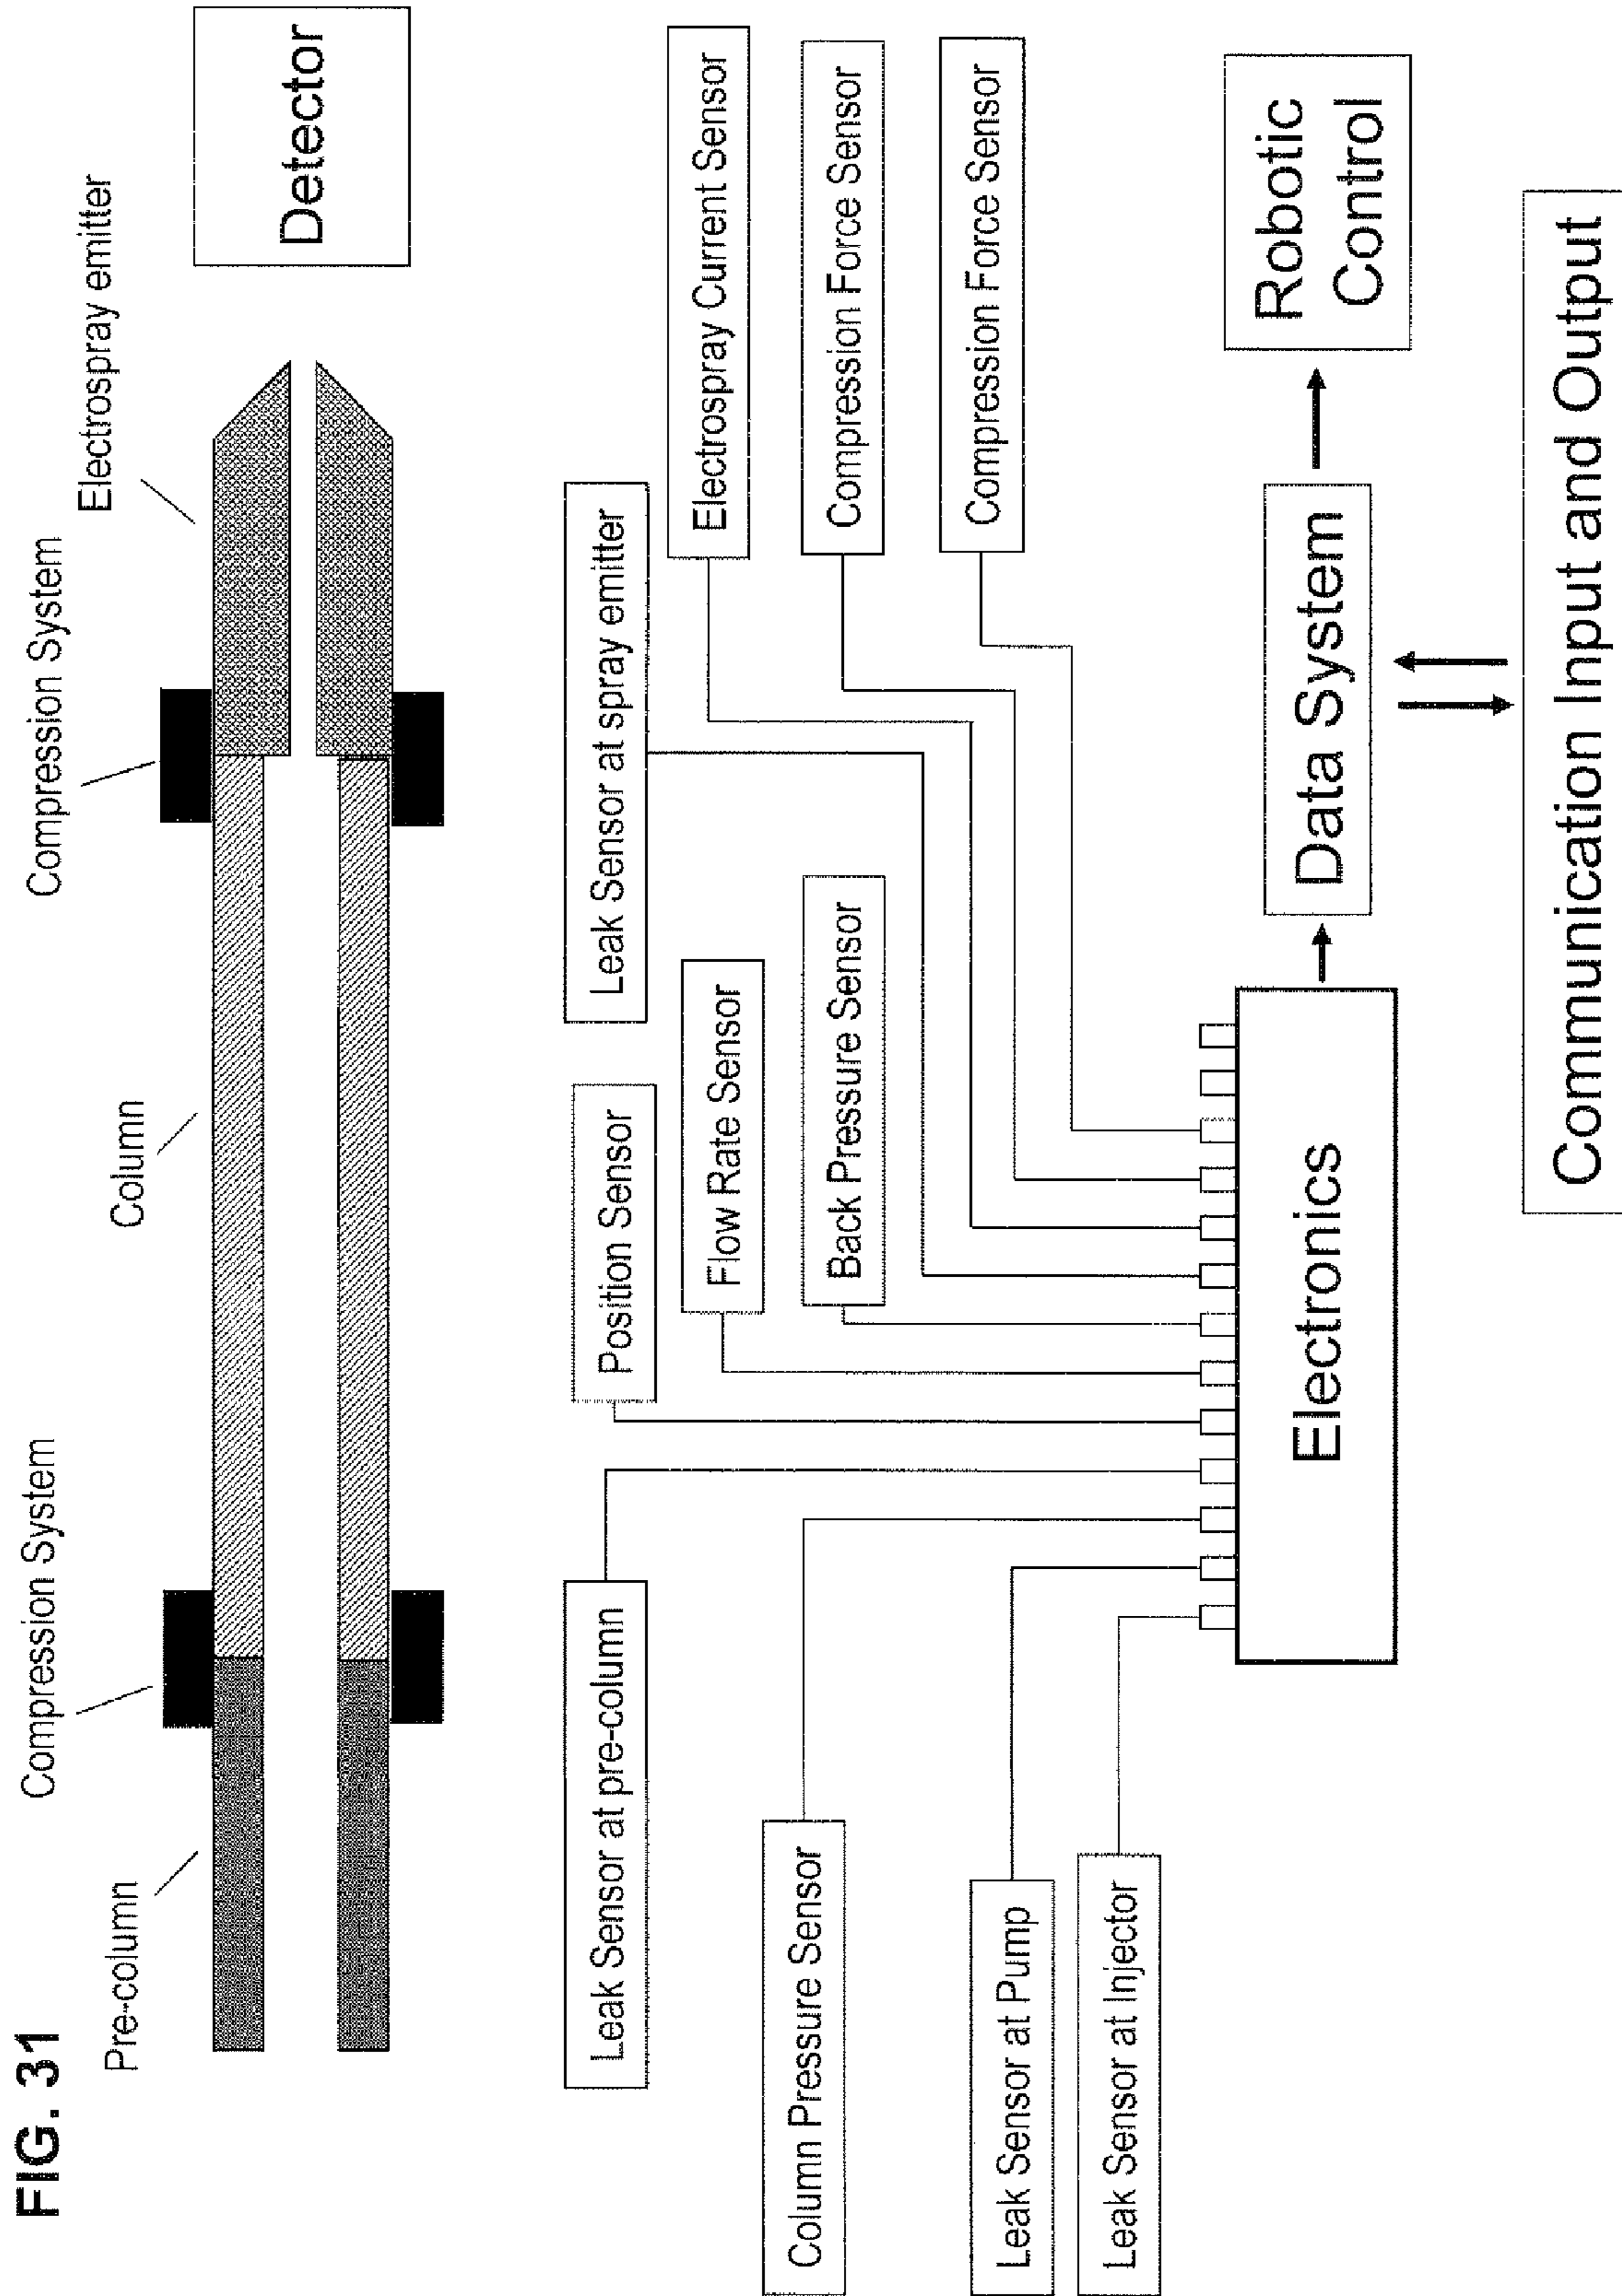 FIG. 31
Compression System
Compression System
Pre-column
Column
Electrospray emitter
Detector
Leak Sensor at pre-column
Position Sensor
Leak Sensor at spray emitter
Flow Rate Sensor
Electrospray Current Sensor
Column Pressure Sensor
Back Pressure Sensor
Compression Force Sensor
Leak Sensor at Pump
Compression Force Sensor
Leak Sensor at Injector
Electronics
Data System
Robotic
Control
Communication Input and Output